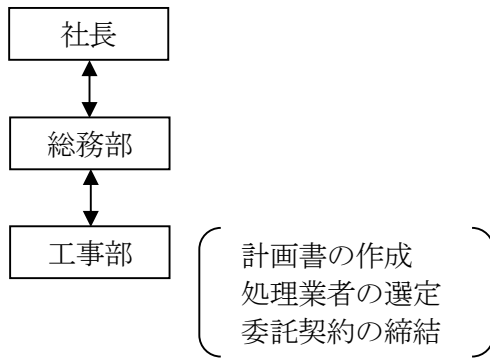 社長
総務部
工事部
計画書の作成
処理業者の選定
委託契約の締結